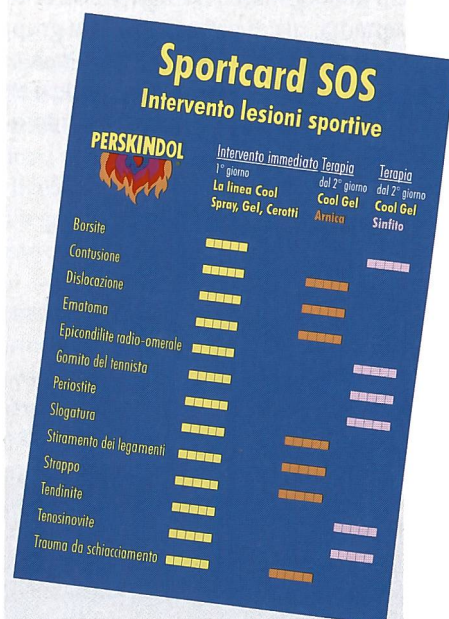 Sportcard SOS
Intervento lesioni sportive
PERSKINDOL
Intervento immediato
1° giorno
La linea Cool
Spray, Gel, Cerotti
Terapia
dal 2° giorno
Cool Gel
Arnica
Terapia
dal 2° giorno
Cool Gel
Sinfito
Borsite
Contusione
Dislocazione
Ematoma
Epicondilite radio-omerale
Gomito del tennista
Periostite
Slogatura
Stiramento dei legamenti
Strappo
Tendinite
Tenosinovite
Trauma da schiacciamento